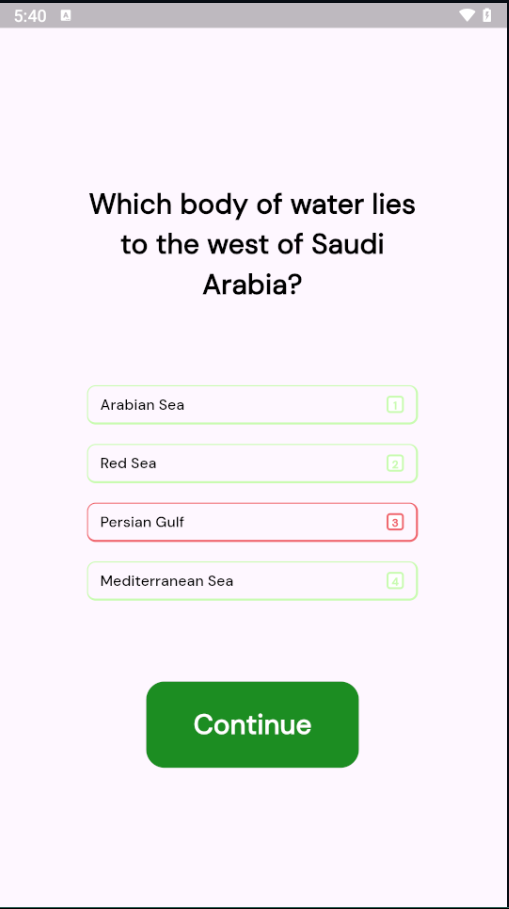 5:40 A
Which body of water lies
to the west of Saudi
Arabia?
Arabian Sea 1
Red Sea 2
Persian Gulf 3
Mediterranean Sea 4
Continue